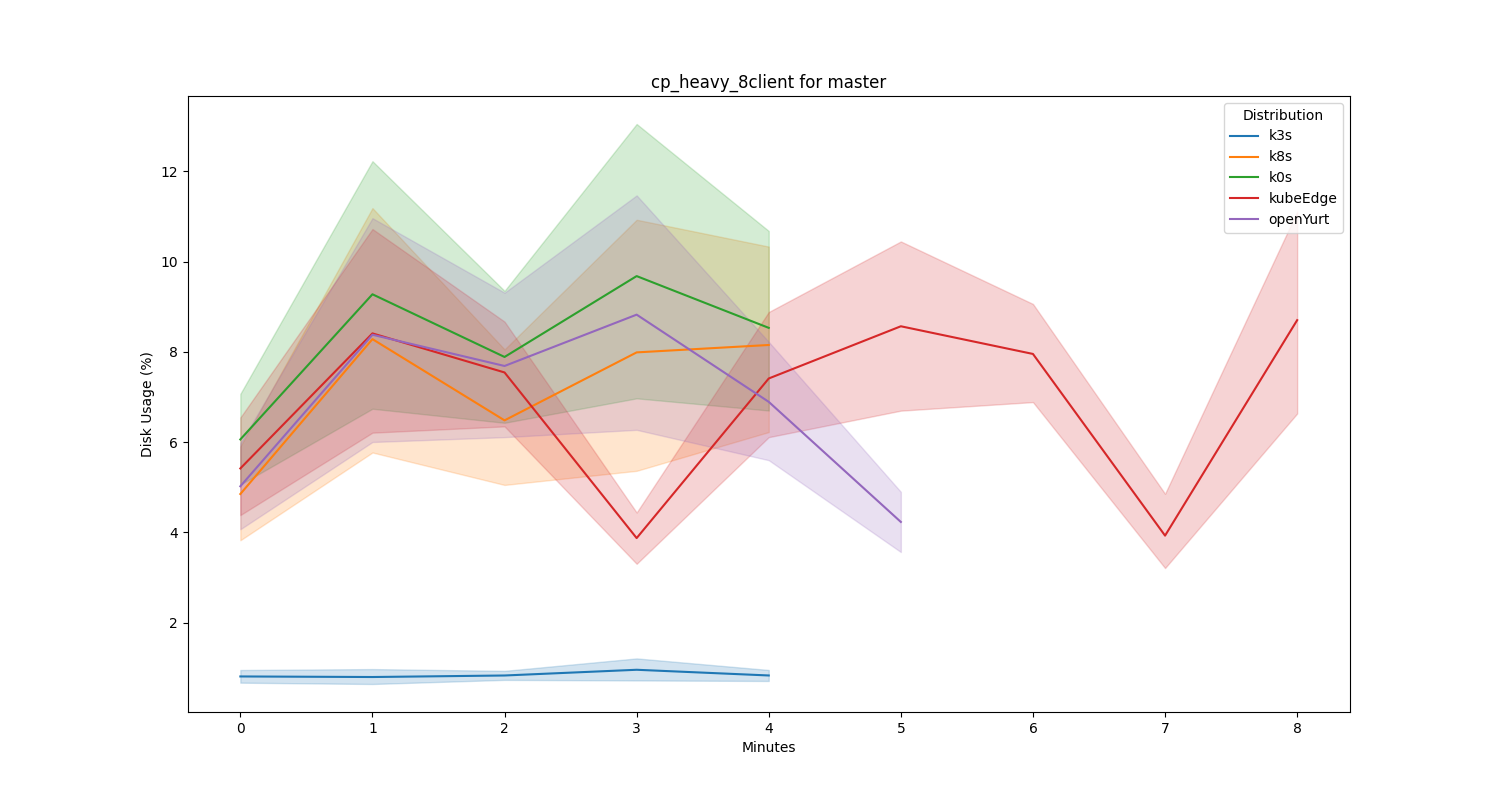 cp_heavy_8client for master
Distribution
k3s
k8s
k0s
kubeEdge
openYurt
Disk Usage (%)
12
10
8
6
4
2
0 1 2 3 4 5 6 7 8
Minutes